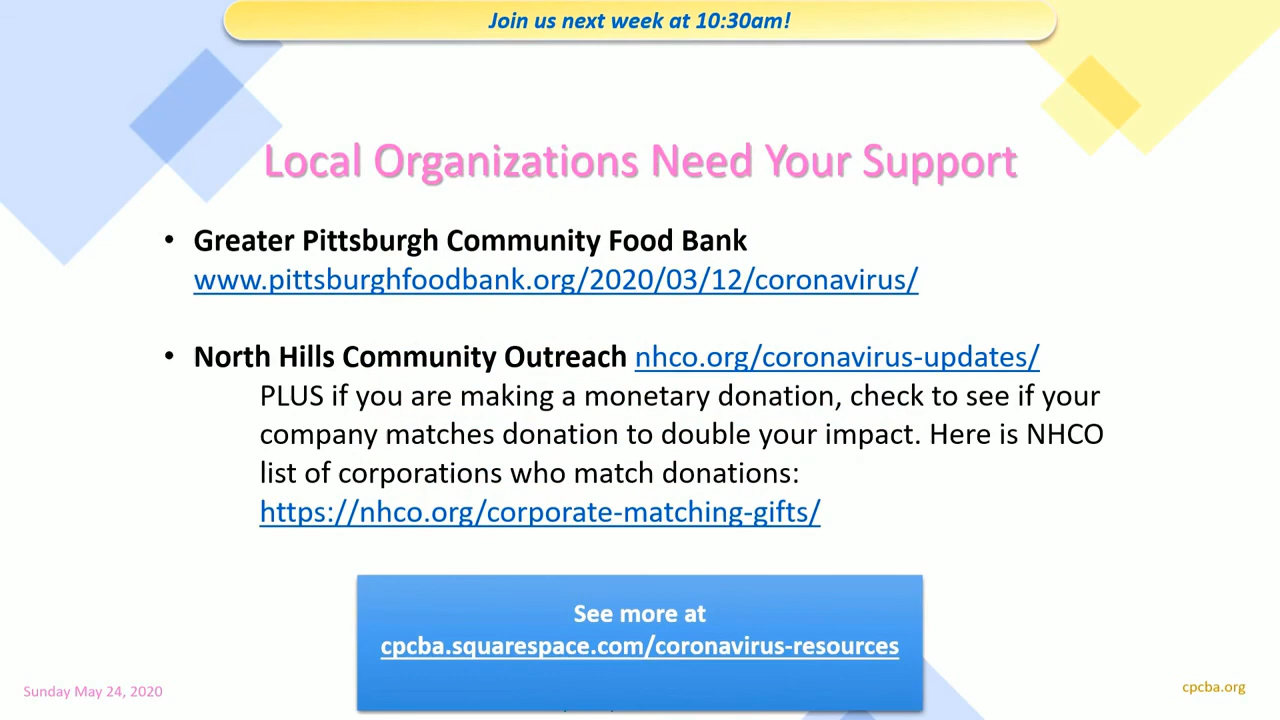 Join us next week at 10:30am!
Local Organizations Need Your Support
• Greater Pittsburgh Community Food Bank
www.pittsburghfoodbank.org/2020/03/12/coronavirus/
• North Hills Community Outreach nhco.org/coronavirus-updates/
PLUS if you are making a monetary donation, check to see if your
company matches donation to double your impact. Here is NHCO
list of corporations who match donations:
https://nhco.org/corporate-matching-gifts/
See more at
cpcba.squarespace.com/coronavirus-resources
Sunday May 24, 2020
cpcba.org